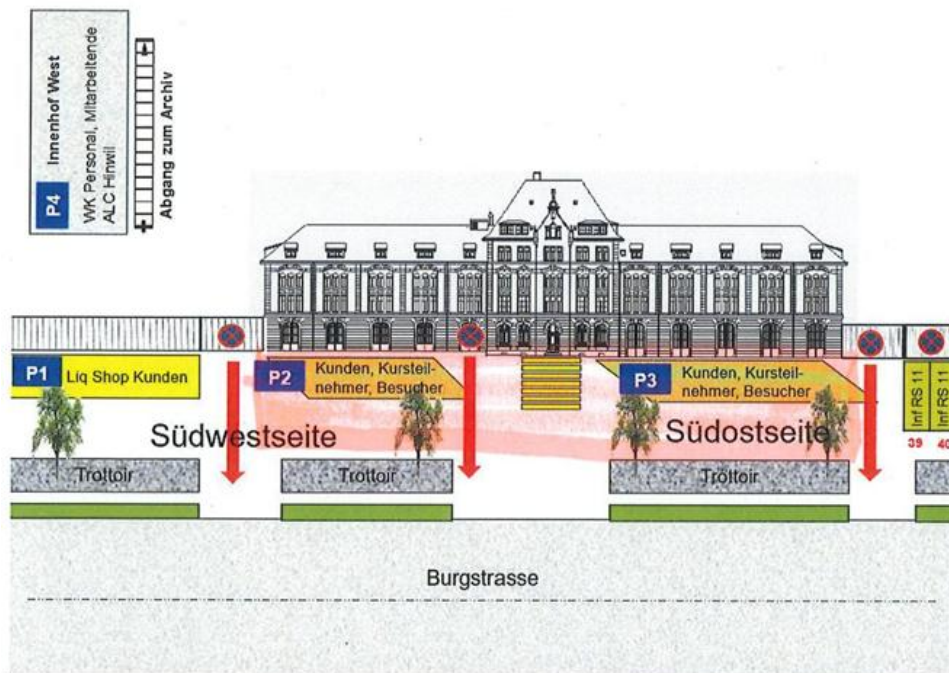 P4 Innenhof West
WK Personal, Mitarbeitende
ALC Hinwil
Abgang zum Archiv
P1 Liq Shop Kunden
P2 Kunden, Kursteil-
nehmer, Besucher
P3 Kunden, Kursteil-
nehmer, Besucher
Inf RS 11
Inf RS 11
39 40
Südwestseite
Südostseite
Trottoir
Trottoir
Trottoir
Burgstrasse